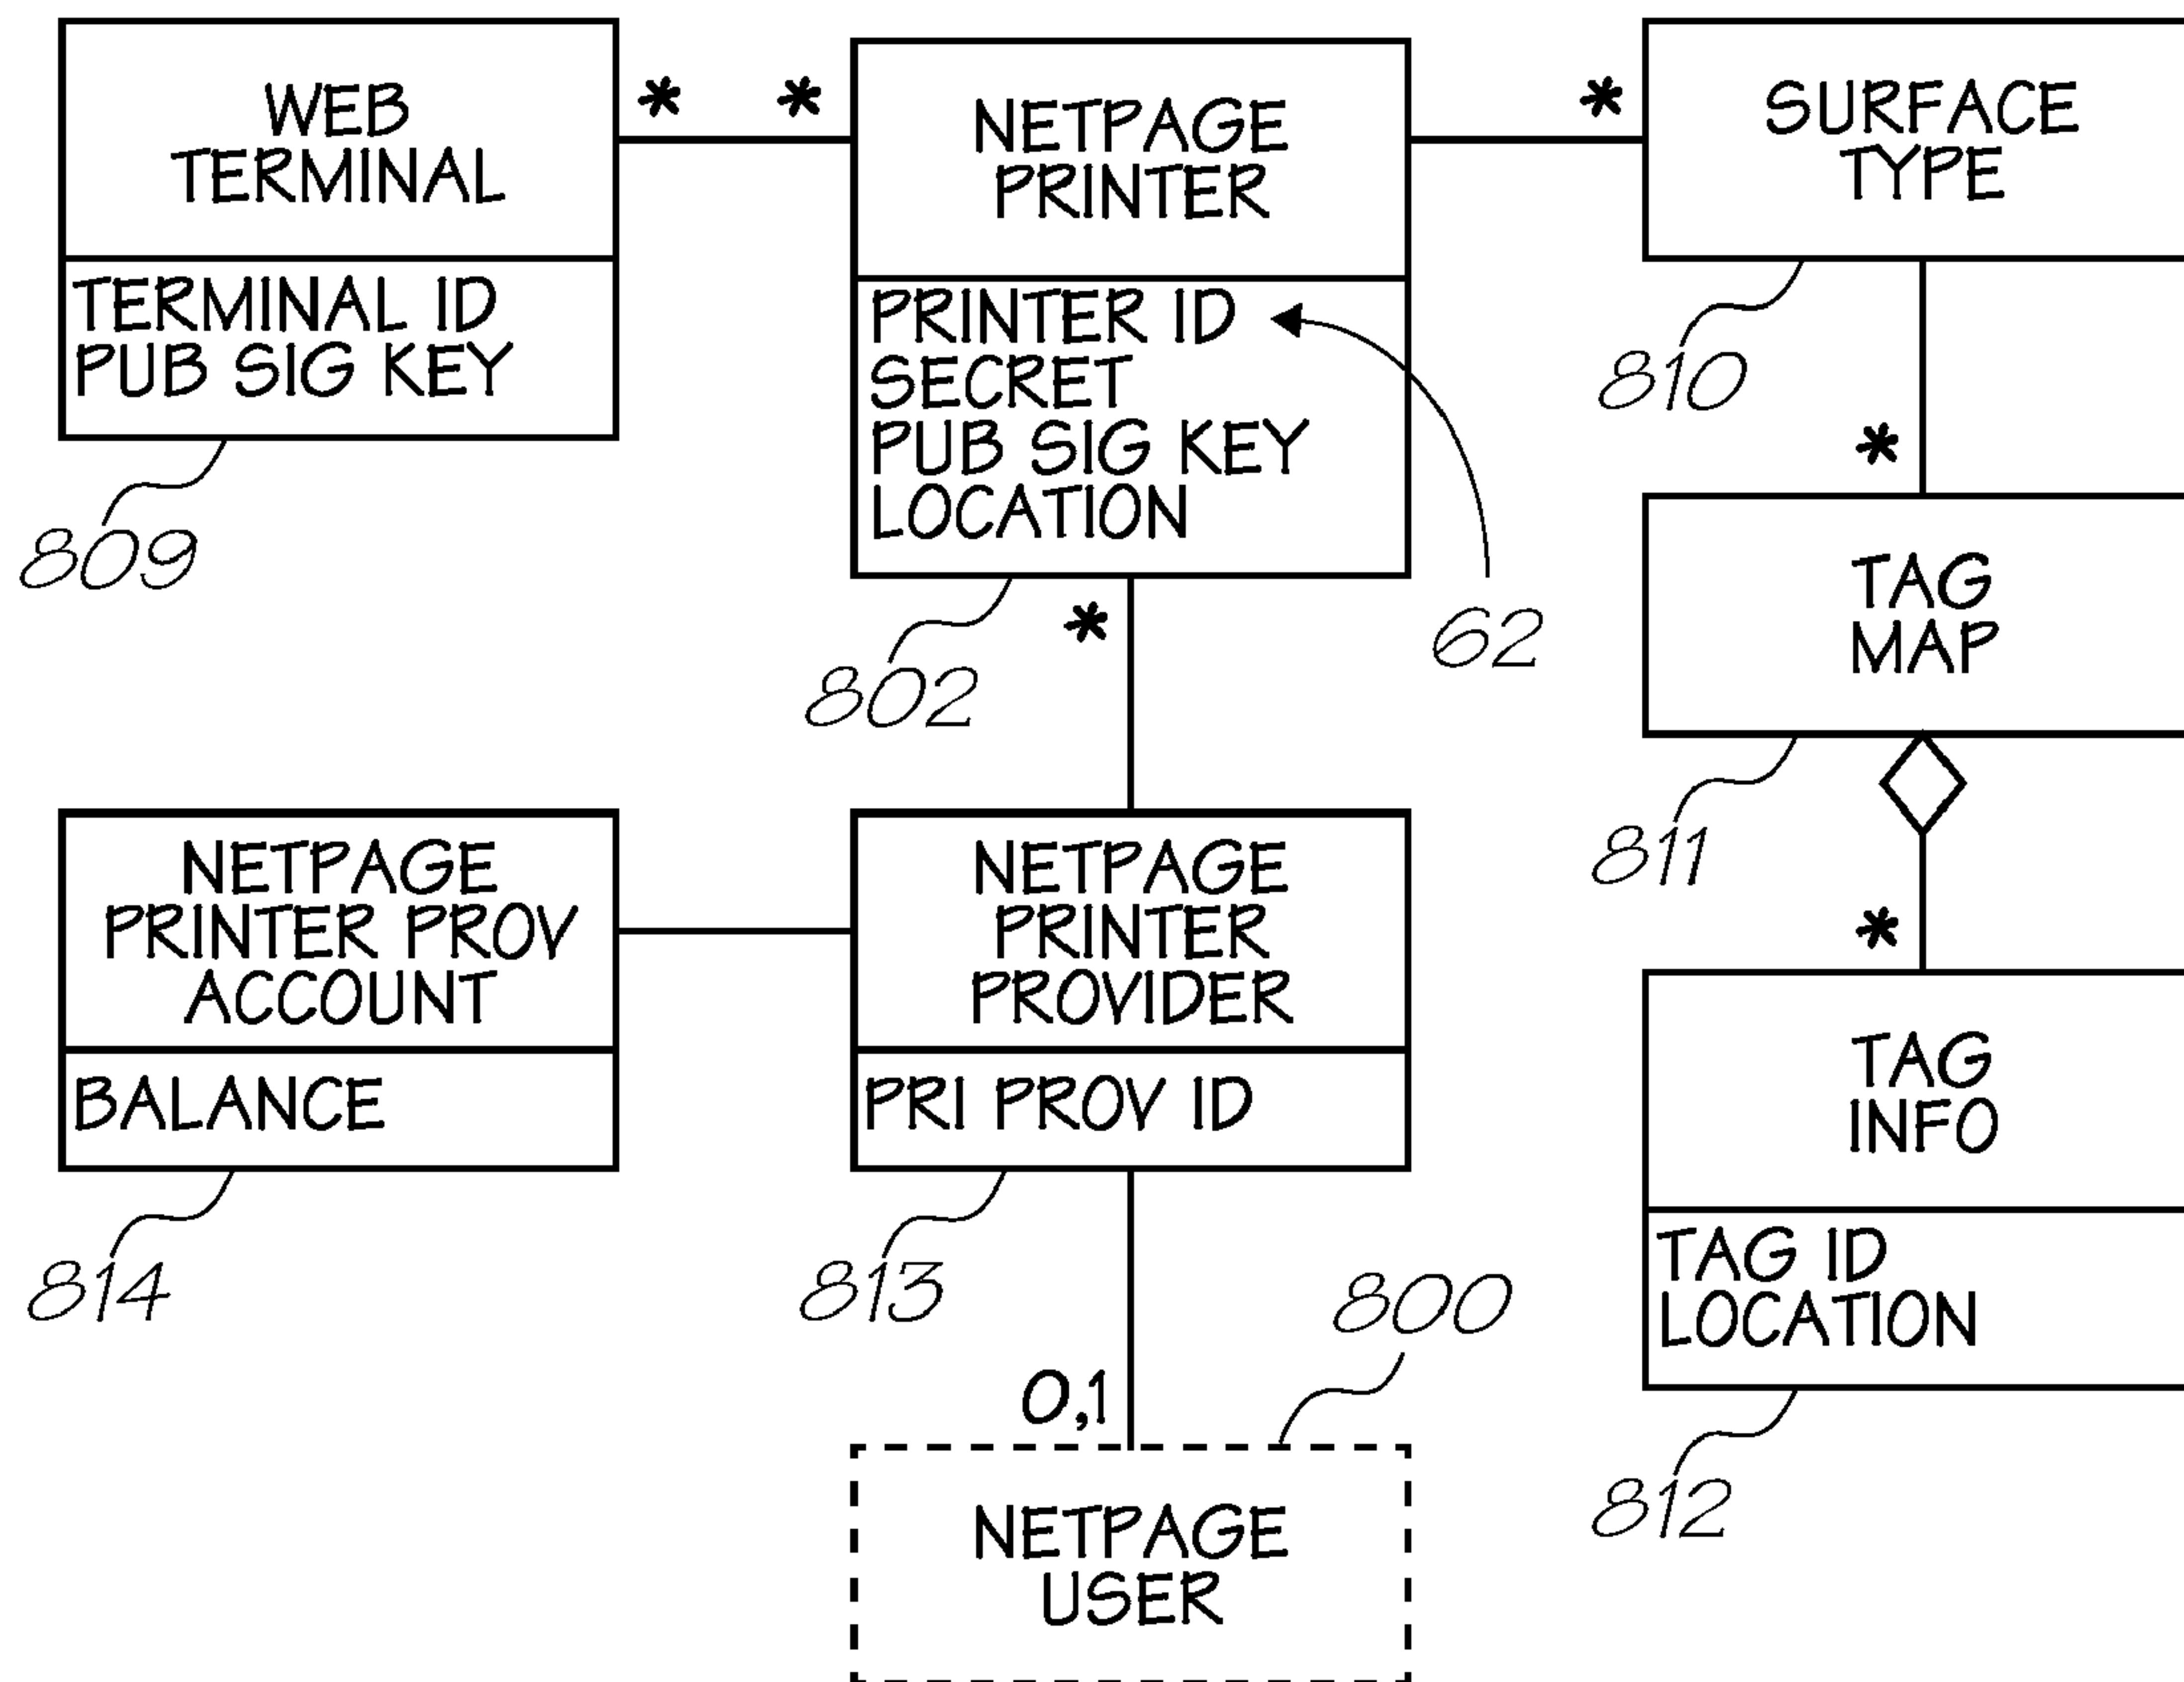 WEB
TERMINAL
TERMINAL ID
PUB SIG KEY
809
*
*
NETPAGE
PRINTER
PRINTER ID
SECRET
PUB SIG KEY
LOCATION
802
62
*
*
SURFACE
TYPE
810
*
TAG
MAP
811
*
NETPAGE
PRINTER PROV
ACCOUNT
BALANCE
814
NETPAGE
PRINTER
PROVIDER
PRI PROV ID
813
800
0,1
NETPAGE
USER
TAG
INFO
TAG ID
LOCATION
812